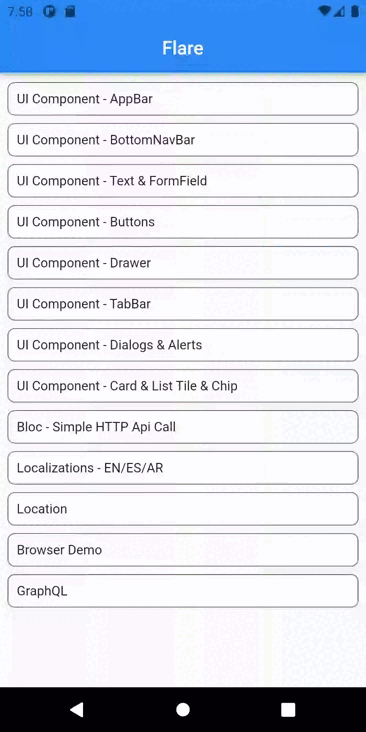 7:50
Flare
UI Component - AppBar
UI Component - BottomNavBar
UI Component - Text & FormField
UI Component - Buttons
UI Component - Drawer
UI Component - TabBar
UI Component - Dialogs & Alerts
UI Component - Card & List Tile & Chip
Bloc - Simple HTTP Api Call
Localizations - EN/ES/AR
Location
Browser Demo
GraphQL